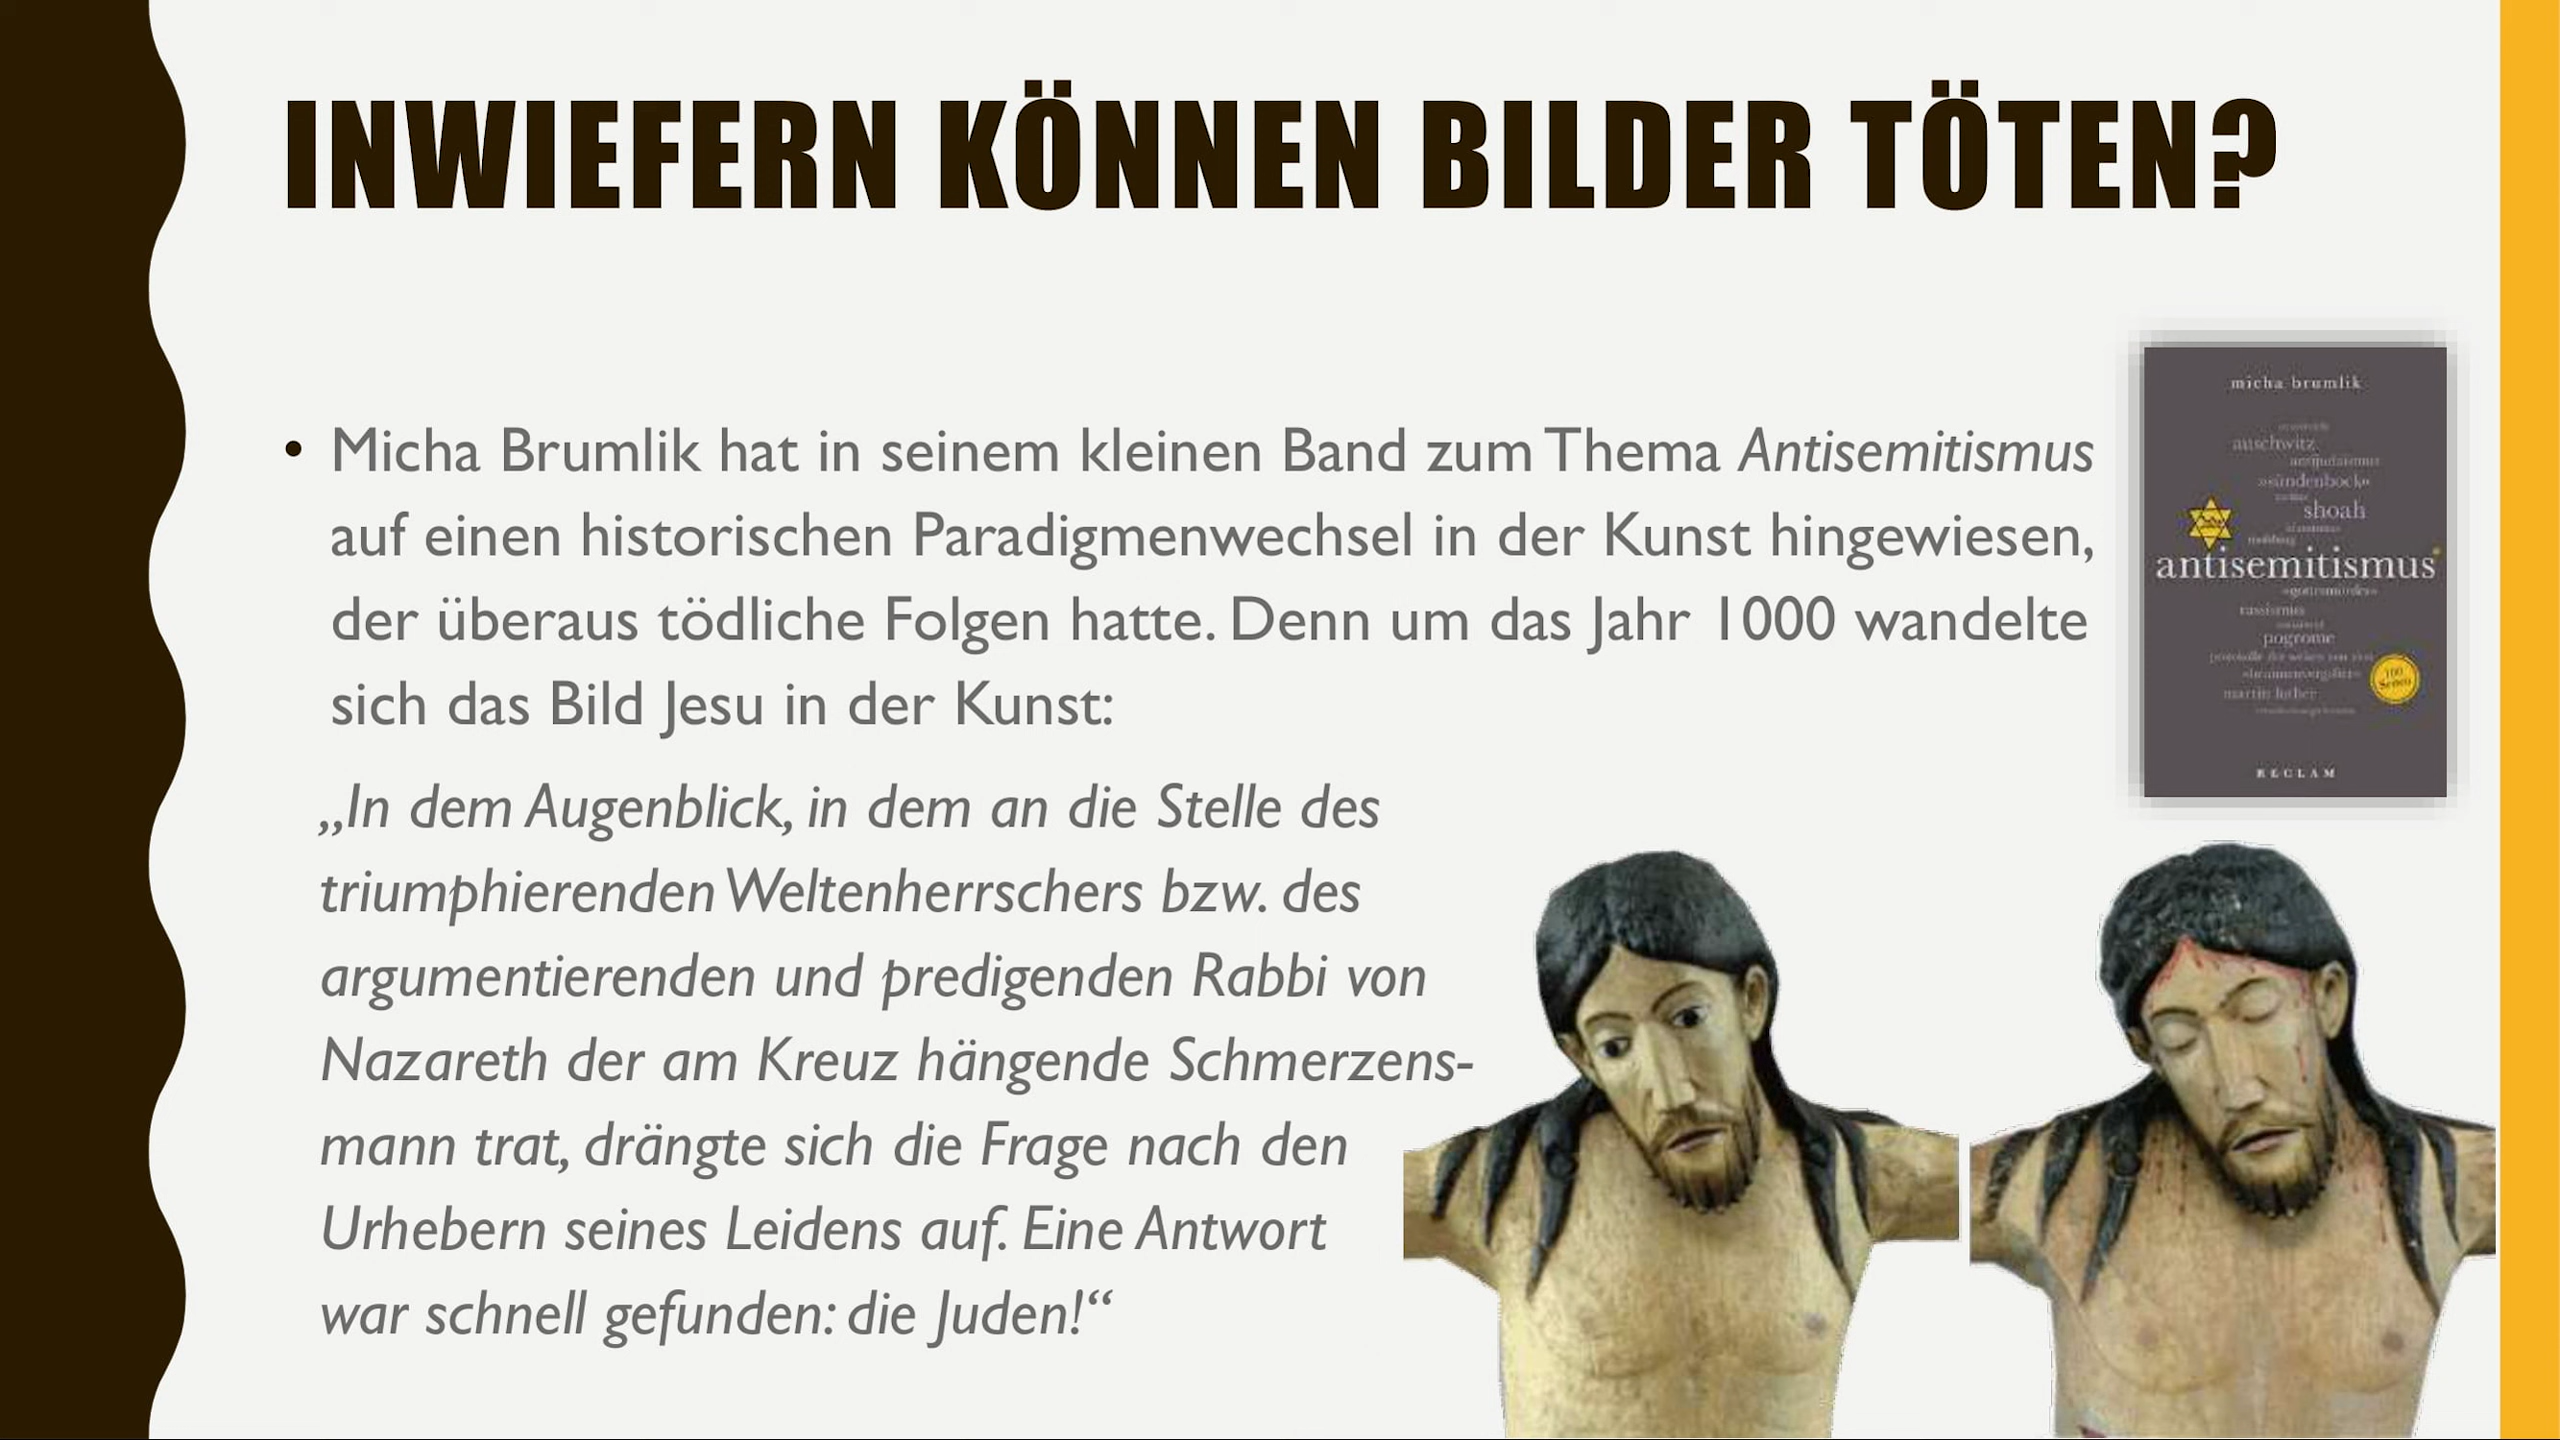 INWIEFERN KÖNNEN BILDER TÖTEN?
• Micha Brumlik hat in seinem kleinen Band zum Thema Antisemitismus
auf einen historischen Paradigmenwechsel in der Kunst hingewiesen,
der überaus tödliche Folgen hatte. Denn um das Jahr 1000 wandelte
sich das Bild Jesu in der Kunst:
„In dem Augenblick, in dem an die Stelle des
triumphierenden Weltenherrschers bzw. des
argumentierenden und predigenden Rabbi von
Nazareth der am Kreuz hängende Schmerzens-
mann trat, drängte sich die Frage nach den
Urhebern seines Leidens auf. Eine Antwort
war schnell gefunden: die Juden!“
micha brumlik
auschwitz
antijudaismus
»sündenbock«
shoah
antisemitismus
»gottesmörder«
rassismus
pogrome
martin luther
100
Seiten
RECLAM